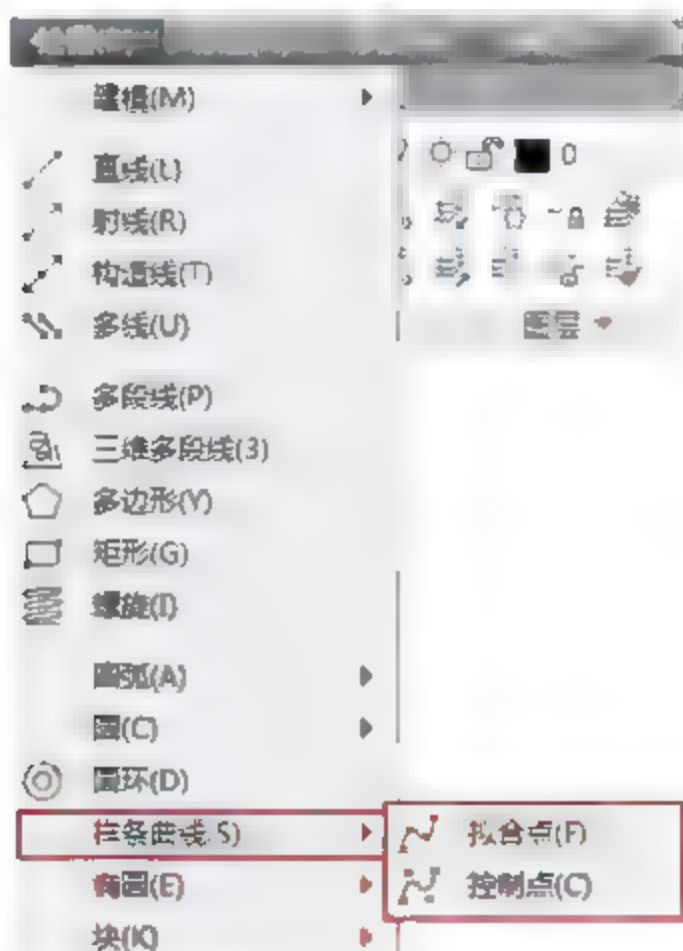 建模(M)
直线(L)
射线(R)
0
构造线(T)
多线(U)
图层
多段线(P)
三维多段线(3)
多边形(Y)
矩形(G)
螺旋(I)
圆弧(A)
圆(C)
圆环(D)
样条曲线(S)
拟合点(F)
椭圆(E)
控制点(C)
块(K)